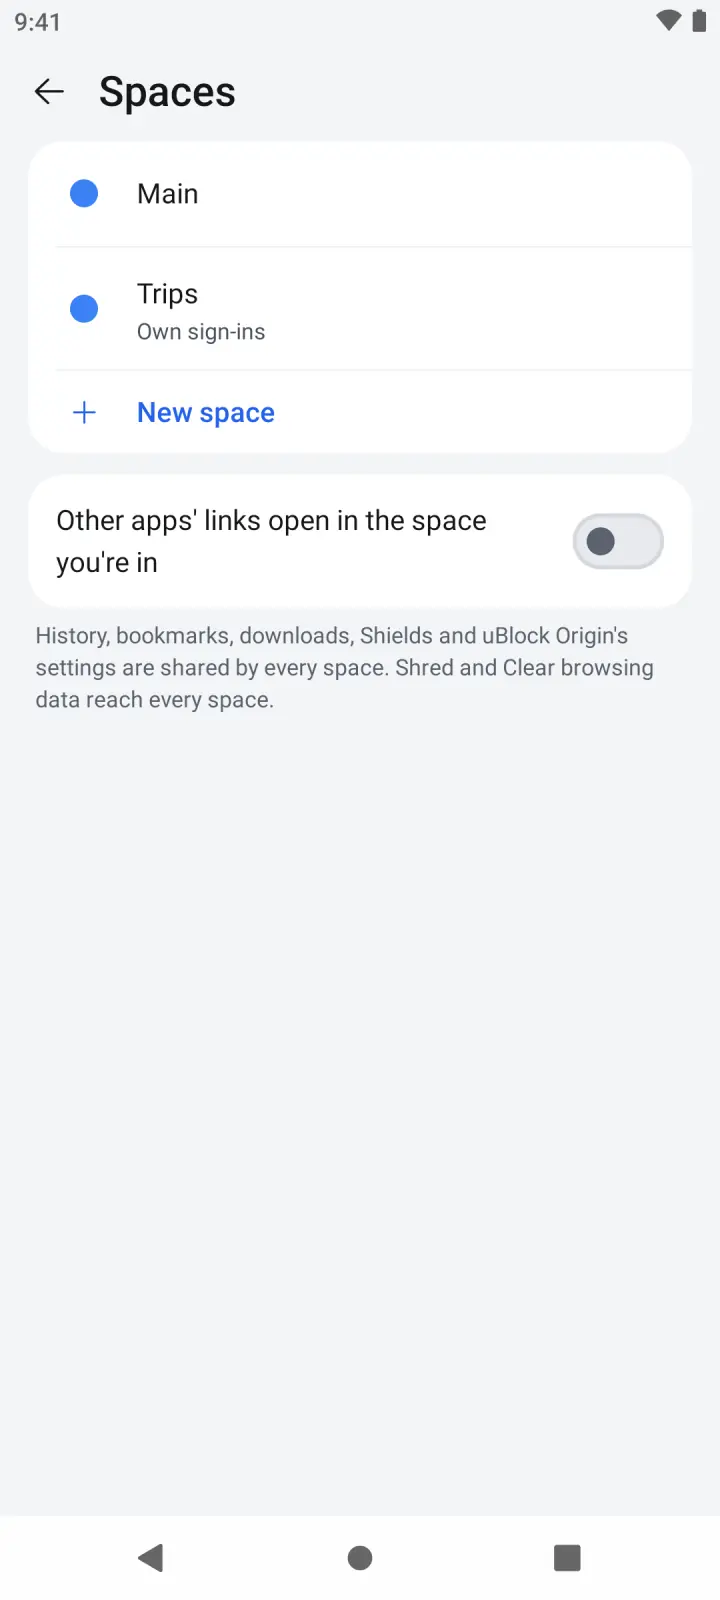 9:41
Spaces
Main
Trips
Own sign-ins
New space
Other apps' links open in the space
you're in
History, bookmarks, downloads, Shields and uBlock Origin's
settings are shared by every space. Shred and Clear browsing
data reach every space.